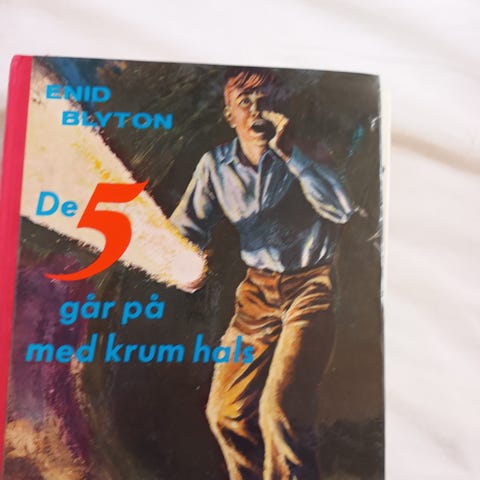 ENID
BLYTON
De 5
går på
med krum hals